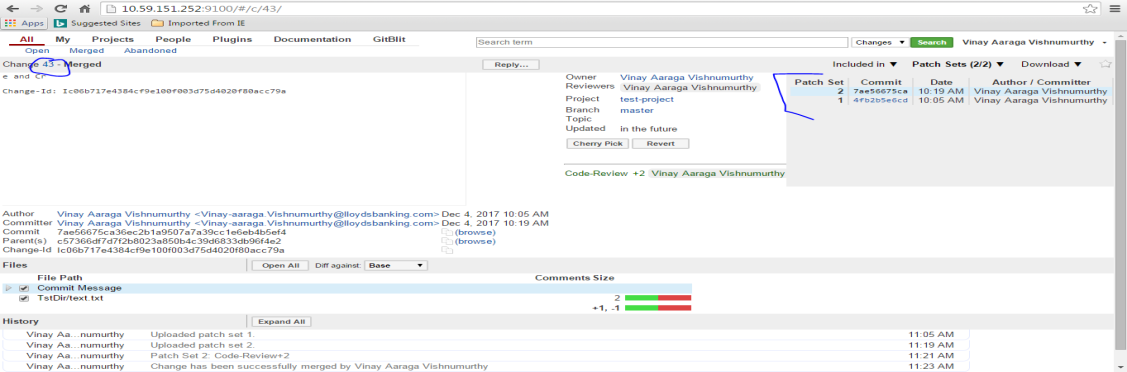 10.59.151.252:9100/#/c/43/
Apps Suggested Sites Imported From IE
All My Projects People Plugins Documentation GitBlit
Search term Changes ▼ Search Vinay Aaraga Vishnumurthy
Open Merged Abandoned
Change 43 - Merged Reply... Included in ▼ Patch Sets (2/2) ▼ Download ▼
e and Cr
Change-Id: Ic06b717e4384cf9e100f003d75d4020f80acc79a
Owner Vinay Aaraga Vishnumurthy
Reviewers Vinay Aaraga Vishnumurthy
Project test-project
Branch master
Topic
Updated in the future
Cherry Pick Revert
Code-Review +2 Vinay Aaraga Vishnumurthy
Patch Set Commit Date Author / Committer
2 7ae56675ca 10:19 AM Vinay Aaraga Vishnumurthy
1 4fb2b5e6cd 10:05 AM Vinay Aaraga Vishnumurthy
Author Vinay Aaraga Vishnumurthy <Vinay-aaraga.Vishnumurthy@lloydsbanking.com> Dec 4, 2017 10:05 AM
Committer Vinay Aaraga Vishnumurthy <Vinay-aaraga.Vishnumurthy@lloydsbanking.com> Dec 4, 2017 10:19 AM
Commit 7ae56675ca36ec2b1a9507a7a39cc1e6eb4b5ef4 (browse)
Parent(s) c57366df7d7f2b8023a850b4c39d6833db96f4e2 (browse)
Change-Id Ic06b717e4384cf9e100f003d75d4020f80acc79a
Files Open All Diff against: Base ▼
File Path Comments Size
Commit Message
TstDir/text.txt 2
+1, -1
History Expand All
Vinay Aa...numurthy Uploaded patch set 1. 11:05 AM
Vinay Aa...numurthy Uploaded patch set 2. 11:19 AM
Vinay Aa...numurthy Patch Set 2: Code-Review+2 11:21 AM
Vinay Aa...numurthy Change has been successfully merged by Vinay Aaraga Vishnumurthy 11:23 AM